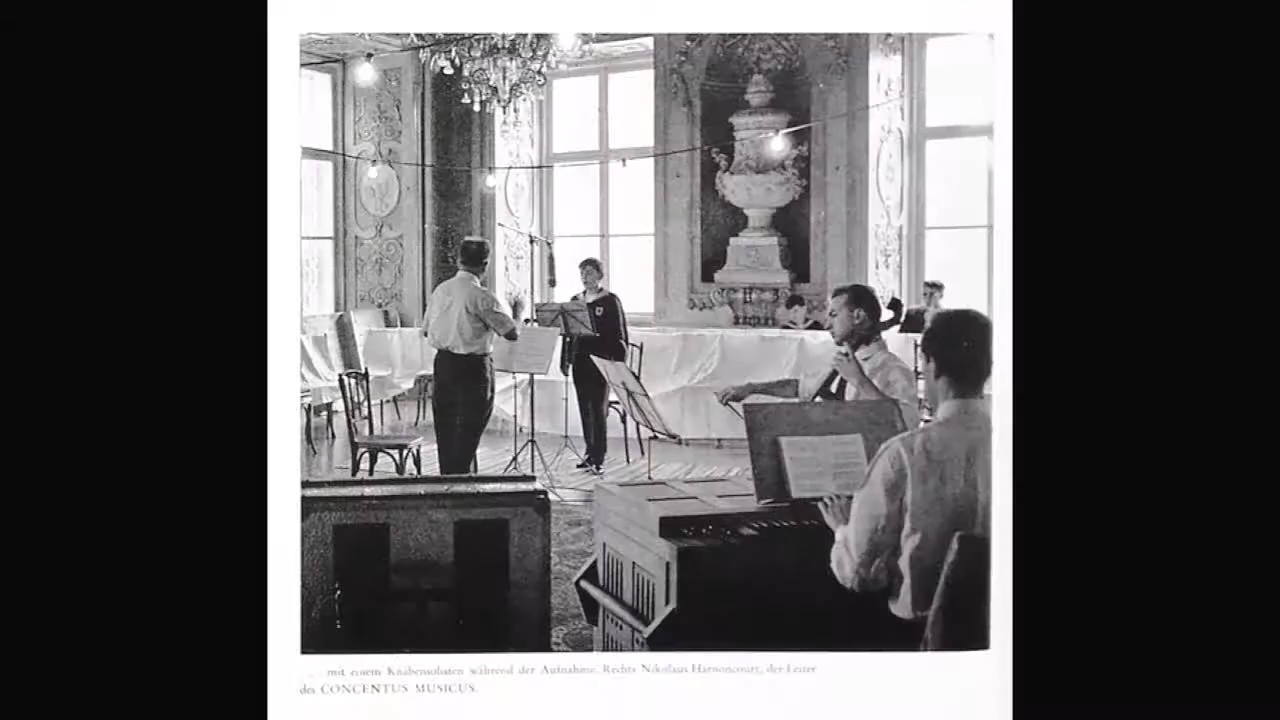 mit einem Knabensolisten während der Aufnahme. Rechts Nikolaus Harnoncourt, der Leiter
des CONCENTUS MUSICUS.